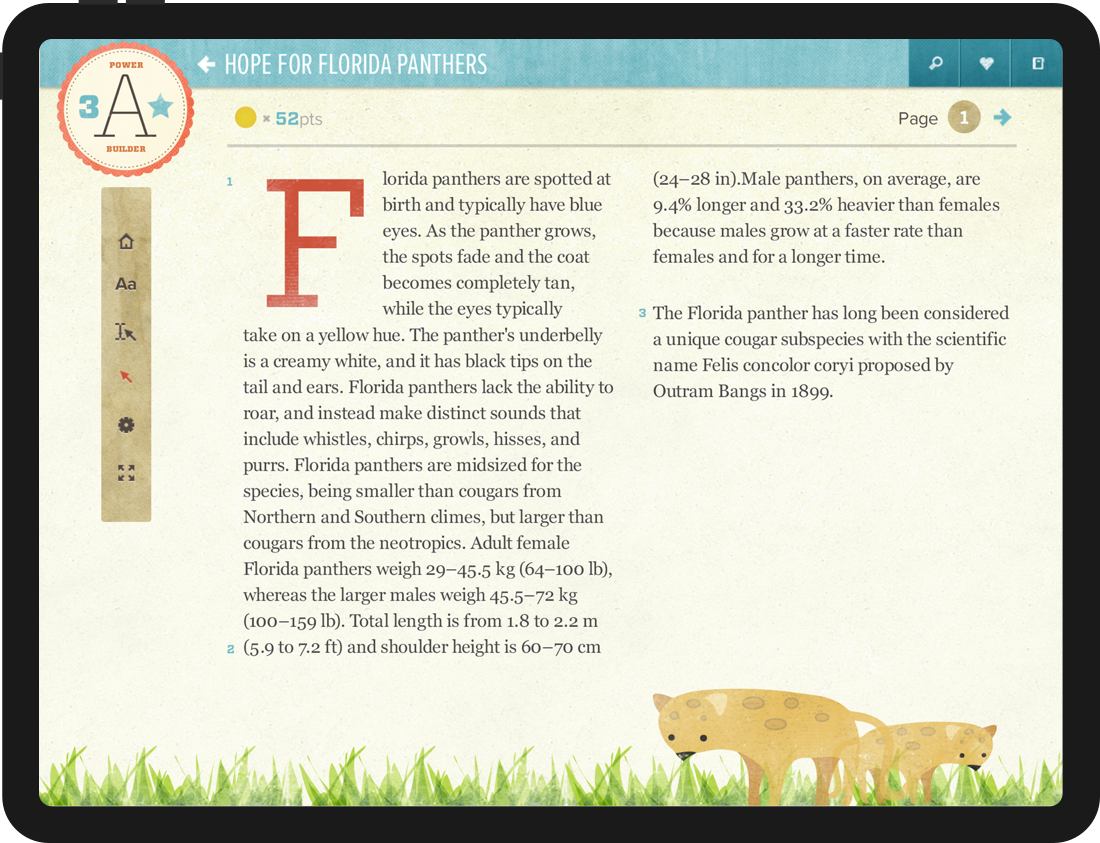 POWER
3 A
BUILDER
HOPE FOR FLORIDA PANTHERS
× 52pts
Page 1
Aa
1
Florida panthers are spotted at
birth and typically have blue
eyes. As the panther grows,
the spots fade and the coat
becomes completely tan,
while the eyes typically
take on a yellow hue. The panther's underbelly
is a creamy white, and it has black tips on the
tail and ears. Florida panthers lack the ability to
roar, and instead make distinct sounds that
include whistles, chirps, growls, hisses, and
purrs. Florida panthers are midsized for the
species, being smaller than cougars from
Northern and Southern climes, but larger than
cougars from the neotropics. Adult female
Florida panthers weigh 29–45.5 kg (64–100 lb),
whereas the larger males weigh 45.5–72 kg
(100–159 lb). Total length is from 1.8 to 2.2 m
2 (5.9 to 7.2 ft) and shoulder height is 60–70 cm
(24–28 in).Male panthers, on average, are
9.4% longer and 33.2% heavier than females
because males grow at a faster rate than
females and for a longer time.
3 The Florida panther has long been considered
a unique cougar subspecies with the scientific
name Felis concolor coryi proposed by
Outram Bangs in 1899.